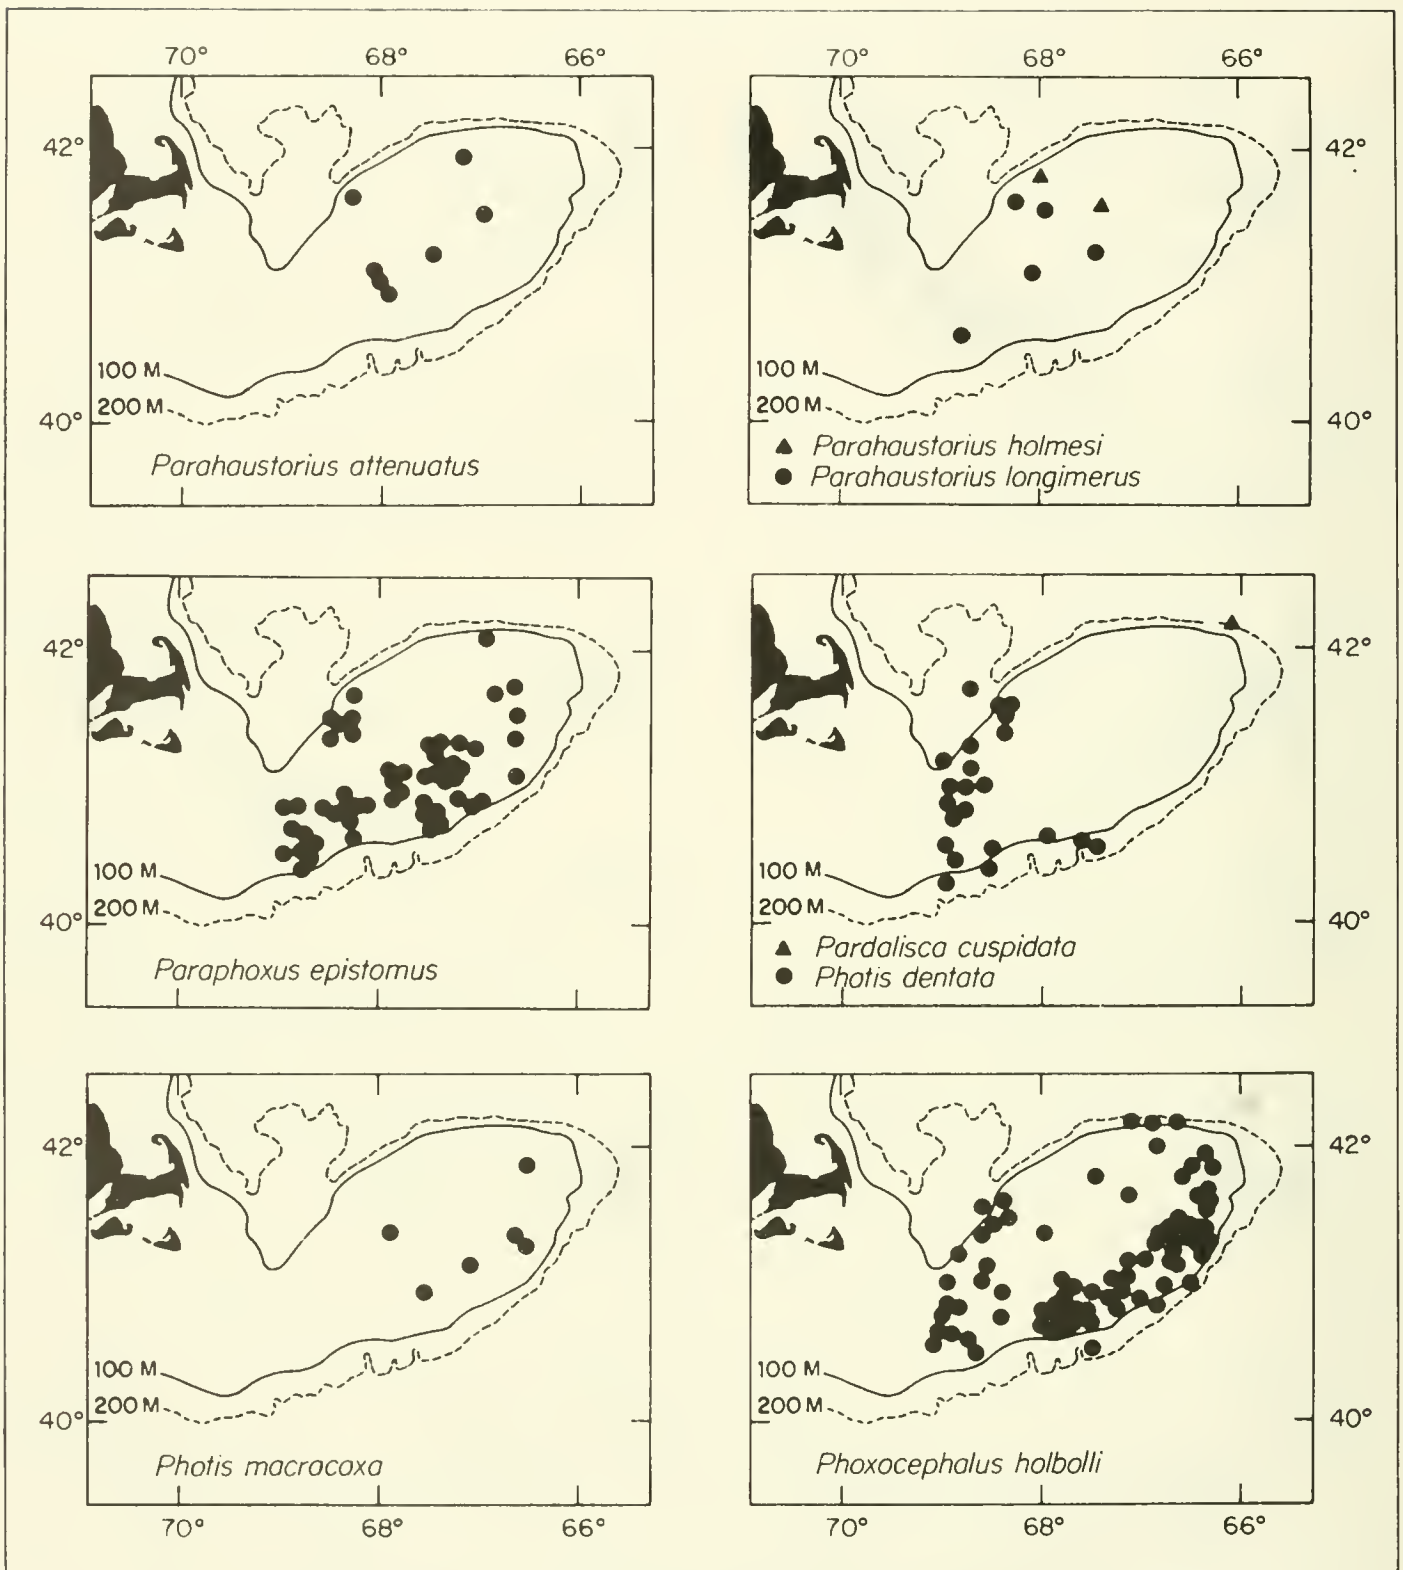 70° 68° 66°
70° 68° 66°
42°
42°
100 M
200 M
40°
Parahaustorius attenuatus
100 M
200 M
40°
▲ Parahaustorius holmesi
● Parahaustorius longimerus
42°
42°
100 M
200 M
40°
Paraphoxus epistomus
100 M
200 M
40°
▲ Pardalisca cuspidata
● Photis dentata
42°
42°
100 M
200 M
40°
Photis macracoxa
100 M
200 M
40°
Phoxocephalus holbolli
70° 68° 66°
70° 68° 66°